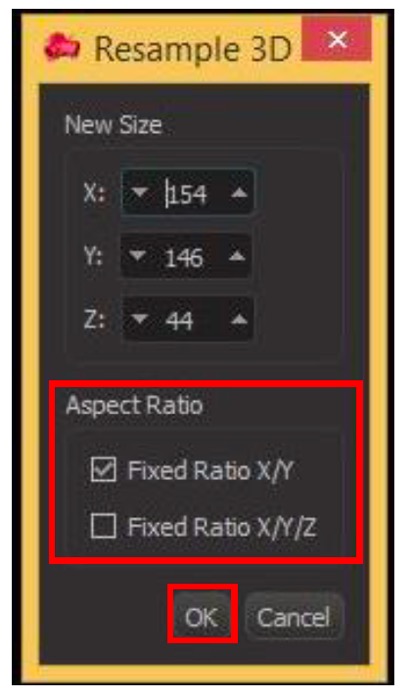 Resample 3D
New Size
X: 154
Y: 146
Z: 44
Aspect Ratio
Fixed Ratio X/Y
Fixed Ratio X/Y/Z
OK Cancel